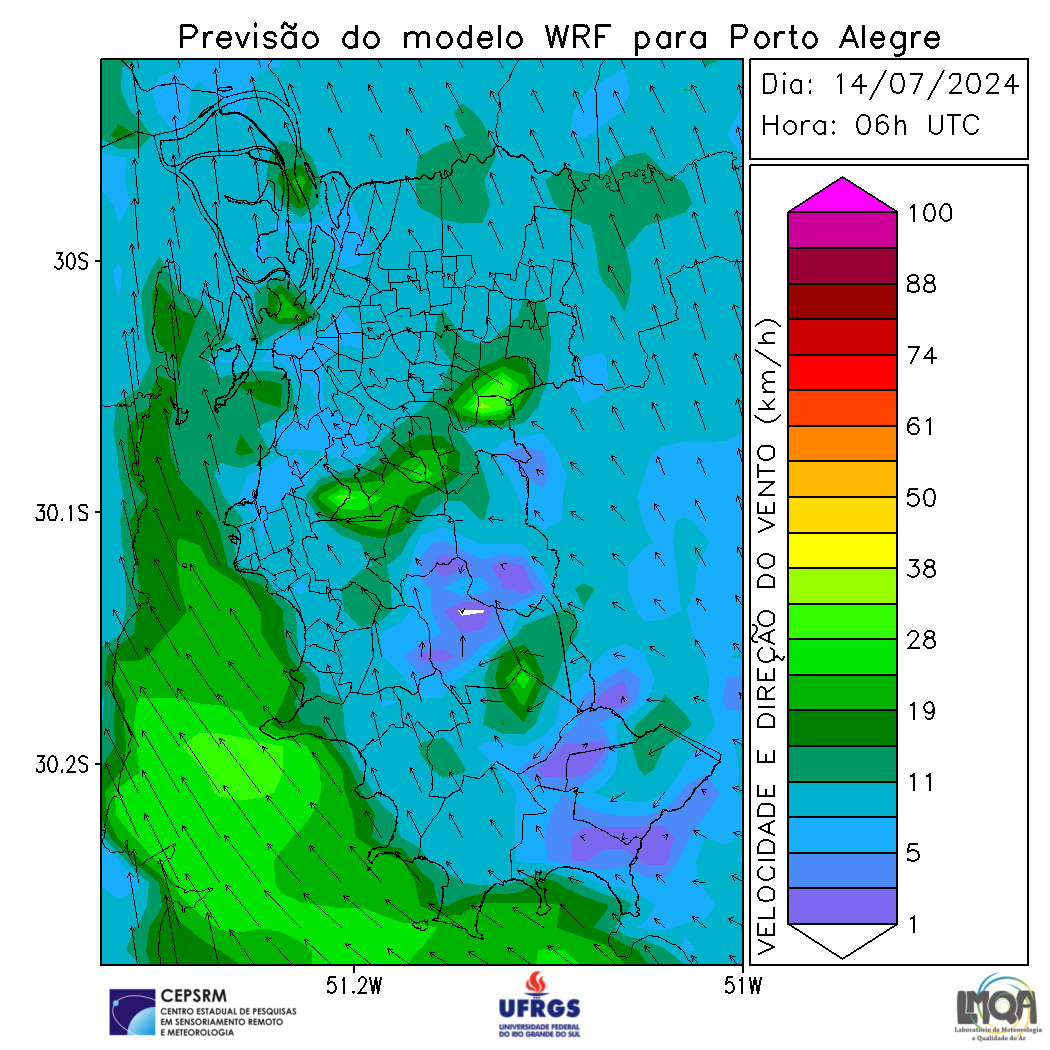 Previsão do modelo WRF para Porto Alegre
Dia: 14/07/2024
Hora: 06h UTC
30S
30.1S
30.2S
51.2W
51W
VELOCIDADE E DIREÇÃO DO VENTO (km/h)
100
88
74
61
50
38
28
19
11
5
1
CEPSRM
CENTRO ESTADUAL DE PESQUISAS
EM SENSORIAMENTO REMOTO
E METEOROLOGIA
UFRGS
UNIVERSIDADE FEDERAL
DO RIO GRANDE DO SUL
LMQA
Laboratório de Meteorologia
e Qualidade do Ar